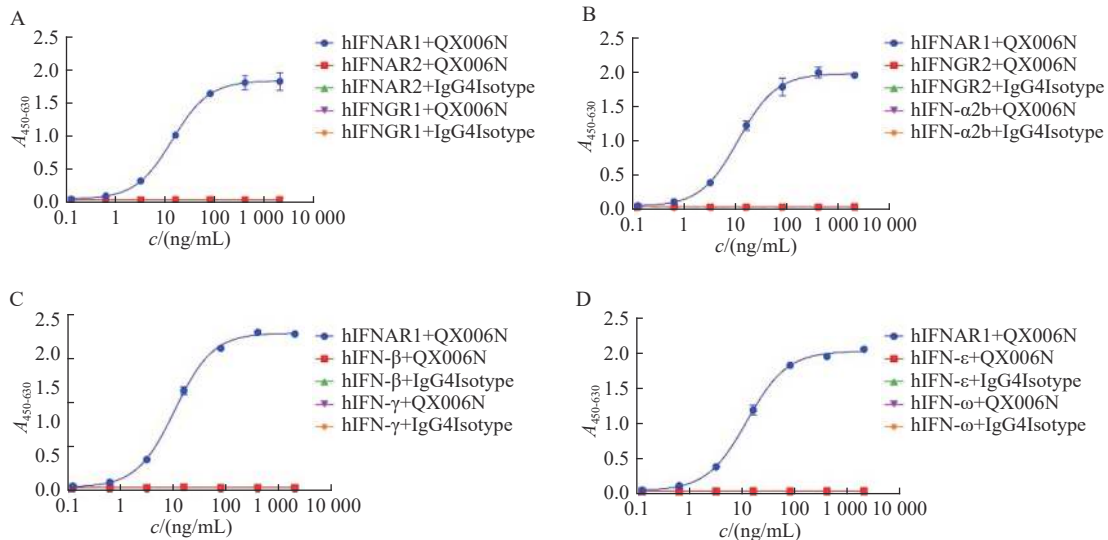 A
2.5
2.0
1.5
1.0
0.5
0.0
A450-630
0.1 1 10 100 1 000 10 000
c/(ng/mL)
hIFNAR1+QX006N
hIFNAR2+QX006N
hIFNAR2+IgG4Isotype
hIFNGR1+QX006N
hIFNGR1+IgG4Isotype
B
2.5
2.0
1.5
1.0
0.5
0.0
A450-630
0.1 1 10 100 1 000 10 000
c/(ng/mL)
hIFNAR1+QX006N
hIFNGR2+QX006N
hIFNGR2+IgG4Isotype
hIFN-α2b+QX006N
hIFN-α2b+IgG4Isotype
C
2.5
2.0
1.5
1.0
0.5
0.0
A450-630
0.1 1 10 100 1 000 10 000
c/(ng/mL)
hIFNAR1+QX006N
hIFN-β+QX006N
hIFN-β+IgG4Isotype
hIFN-γ+QX006N
hIFN-γ+IgG4Isotype
D
2.5
2.0
1.5
1.0
0.5
0.0
A450-630
0.1 1 10 100 1 000 10 000
c/(ng/mL)
hIFNAR1+QX006N
hIFN-ε+QX006N
hIFN-ε+IgG4Isotype
hIFN-ω+QX006N
hIFN-ω+IgG4Isotype